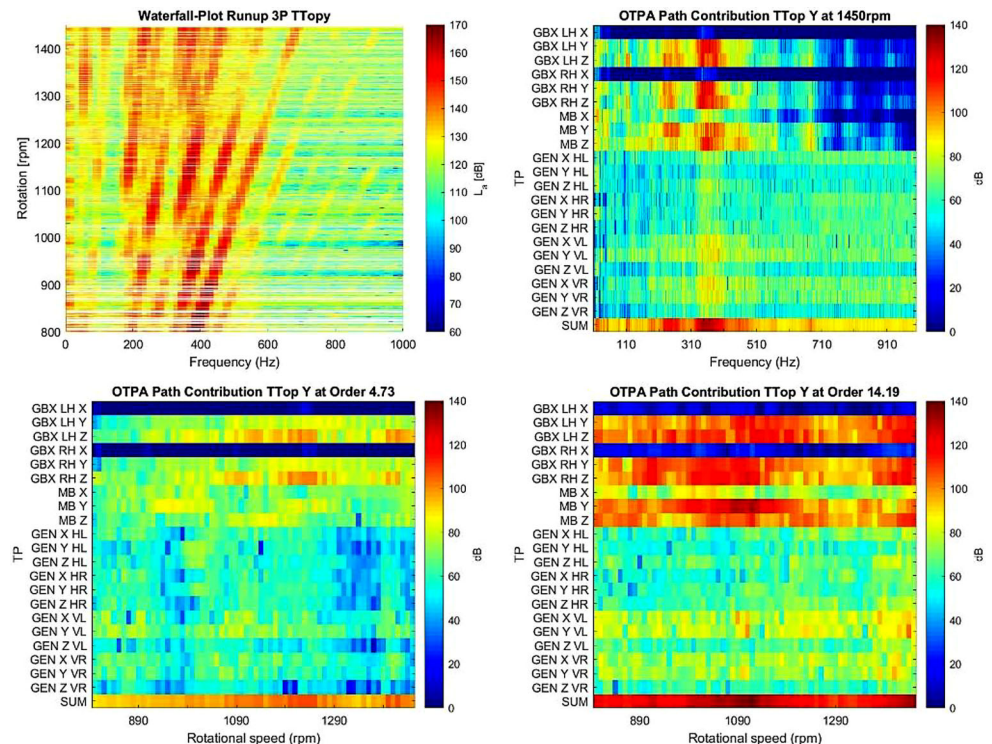 Waterfall-Plot Runup 3P TTopy
Rotation [rpm]
1400
1300
1200
1100
1000
900
800
0 200 400 600 800 1000
Frequency (Hz)
170
160
150
140
130
120
110
100
90
80
70
60
L_a [dB]
OTPA Path Contribution TTop Y at 1450rpm
TP
GBX LH X
GBX LH Y
GBX LH Z
GBX RH X
GBX RH Y
GBX RH Z
MB X
MB Y
MB Z
GEN X HL
GEN Y HL
GEN Z HL
GEN X HR
GEN Y HR
GEN Z HR
GEN X VL
GEN Y VL
GEN Z VL
GEN X VR
GEN Y VR
GEN Z VR
SUM
110 310 510 710 910
Frequency (Hz)
140
120
100
80
60
40
20
0
dB
OTPA Path Contribution TTop Y at Order 4.73
TP
GBX LH X
GBX LH Y
GBX LH Z
GBX RH X
GBX RH Y
GBX RH Z
MB X
MB Y
MB Z
GEN X HL
GEN Y HL
GEN Z HL
GEN X HR
GEN Y HR
GEN Z HR
GEN X VL
GEN Y VL
GEN Z VL
GEN X VR
GEN Y VR
GEN Z VR
SUM
890 1090 1290
Rotational speed (rpm)
140
120
100
80
60
40
20
0
dB
OTPA Path Contribution TTop Y at Order 14.19
TP
GBX LH X
GBX LH Y
GBX LH Z
GBX RH X
GBX RH Y
GBX RH Z
MB X
MB Y
MB Z
GEN X HL
GEN Y HL
GEN Z HL
GEN X HR
GEN Y HR
GEN Z HR
GEN X VL
GEN Y VL
GEN Z VL
GEN X VR
GEN Y VR
GEN Z VR
SUM
890 1090 1290
Rotational speed (rpm)
140
120
100
80
60
40
20
0
dB